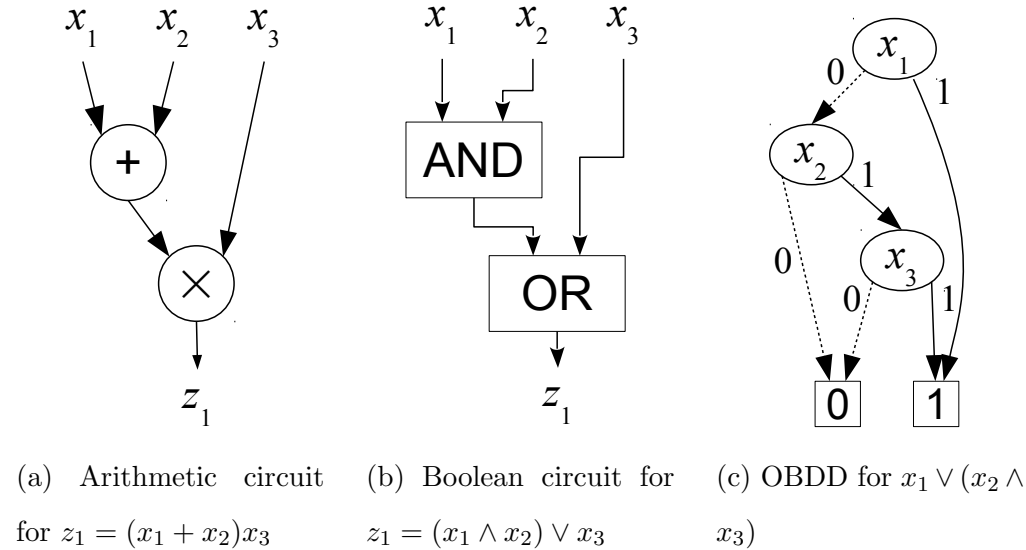 x₁ x₂ x₃
+
×
z₁
(a) Arithmetic circuit
for z₁ = (x₁ + x₂)x₃
x₁ x₂ x₃
AND
OR
z₁
(b) Boolean circuit for
z₁ = (x₁ ∧ x₂) ∨ x₃
x₁
0 1
x₂
1
x₃
0 0 1
0 1
(c) OBDD for x₁ ∨ (x₂ ∧
x₃)